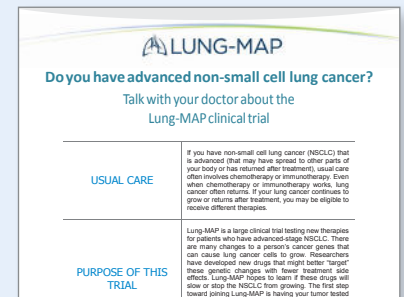 LUNG-MAP
Do you have advanced non-small cell lung cancer?
Talk with your doctor about the
Lung-MAP clinical trial
USUAL CARE
If you have non-small cell lung cancer (NSCLC) that
is advanced (that may have spread to other parts of
your body or has returned after treatment), usual care
often involves chemotherapy or immunotherapy. Even
when chemotherapy or immunotherapy works, lung
cancer often returns. If your lung cancer continues to
grow or returns after treatment, you may be eligible to
receive different therapies.
PURPOSE OF THIS
TRIAL
Lung-MAP is a large clinical trial testing new therapies
for patients who have advanced-stage NSCLC. There
are many changes to a person's cancer genes that
can cause lung cancer cells to grow. Researchers
have developed new drugs that might better "target"
these genetic changes with fewer treatment side
effects. Lung-MAP hopes to learn if these drugs will
slow or stop the NSCLC from growing. The first step
toward joining Lung-MAP is having your tumor tested